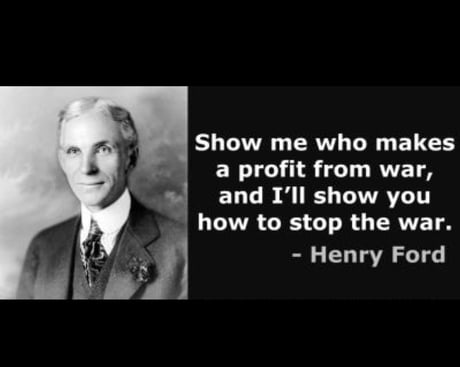 Show me who makes
a profit from war,
and I'll show you
how to stop the war.
- Henry Ford